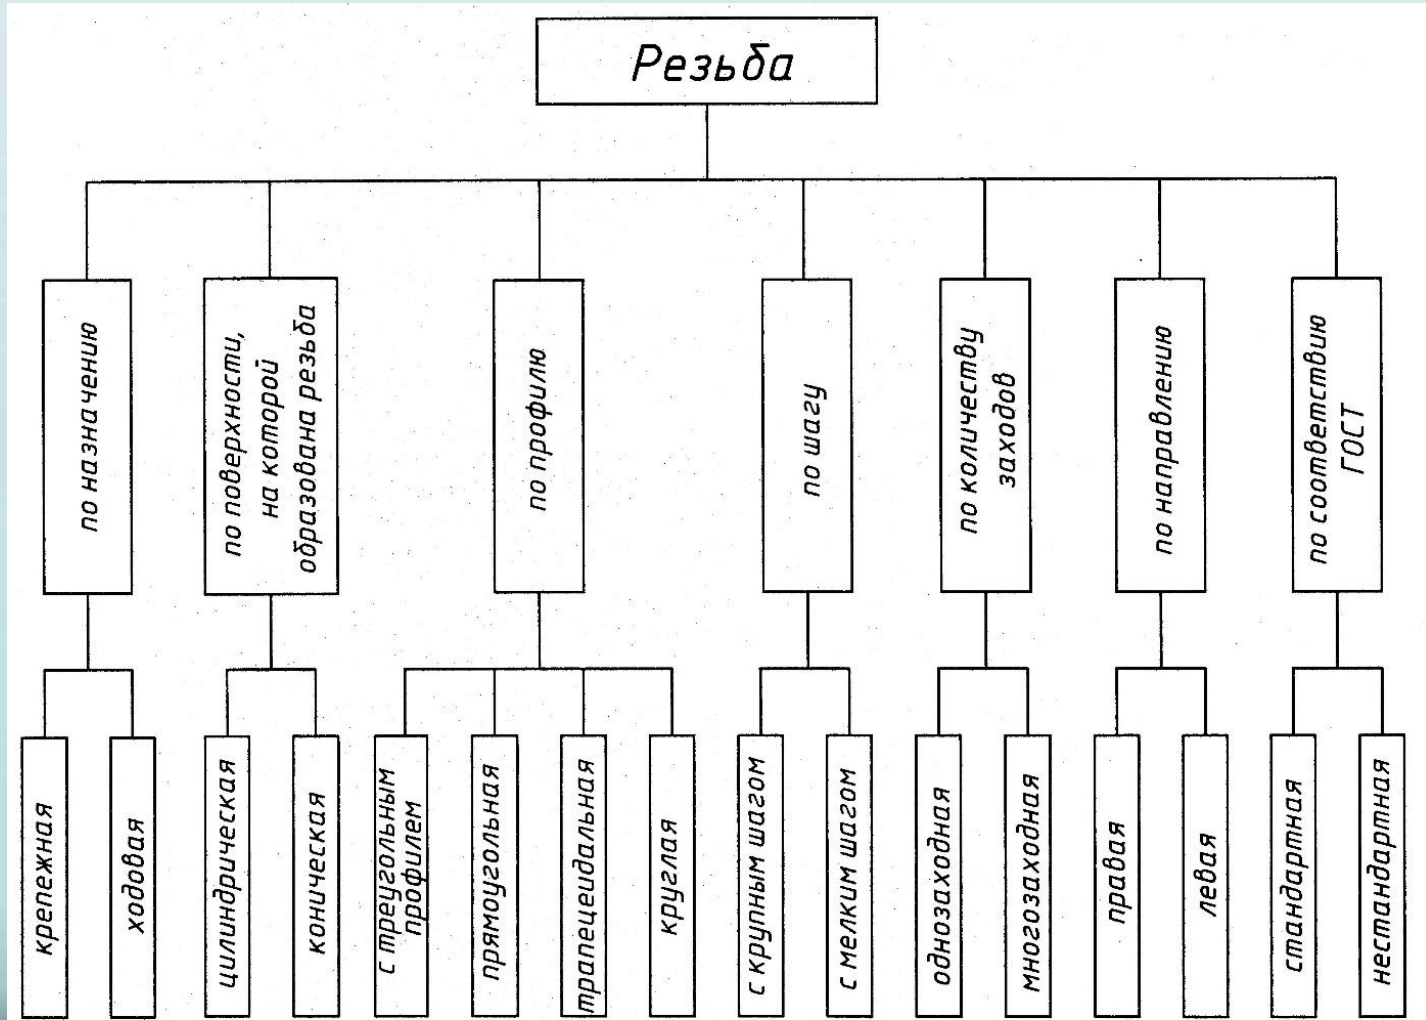 Резьба
по назначению
по поверхности,
на которой
образована резьба
по профилю
по шагу
по количеству
заходов
по направлению
по соответствию
ГОСТ
крепежная
ходовая
цилиндрическая
коническая
с треугольным
профилем
прямоугольная
трапецеидальная
круглая
с крупным шагом
с мелким шагом
однозаходная
многозаходная
правая
левая
стандартная
нестандартная